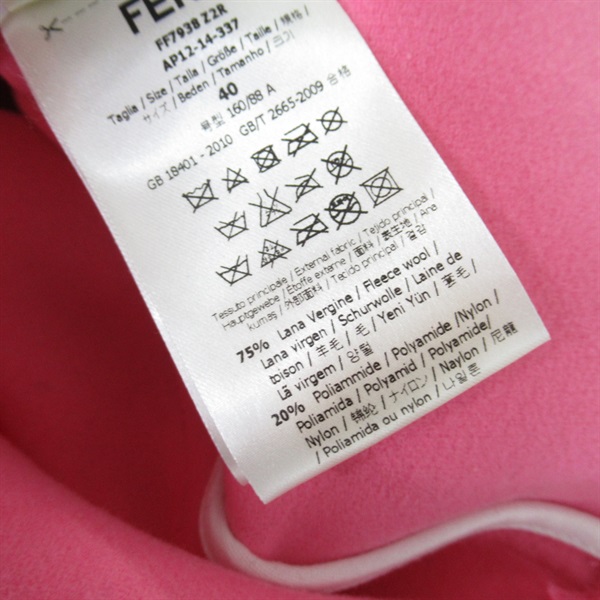 FF7938 Z2R
AP12-14-337
Taglia / Size / Talla / Größe / Taille / 規格 /
サイズ / Beden / Tamanho / 크기
40
号型 160/88 A
GB 18401 - 2010 GB/T 2665-2009 合格
Tessuto principale / External fabric / Tejido principal /
Hauptgewebe / Étoffe externe / 面料 / 表生地 / Ana
kumaş / 外部面料 / Tecido principal / 겉감
75% Lana Vergine / Fleece wool /
Lana virgen / Schurwolle / Laine de
toison / 羊毛 / 毛 / Yeni Yün / 羊毛 /
Lã virgem / 양털
20% Poliammide / Polyamide /Nylon/
Poliamida / Polyamid / Polyamide/
Nylon / 锦纶 / ナイロン / Naylon / 尼龍
/ Poliamida ou nylon / 나일론